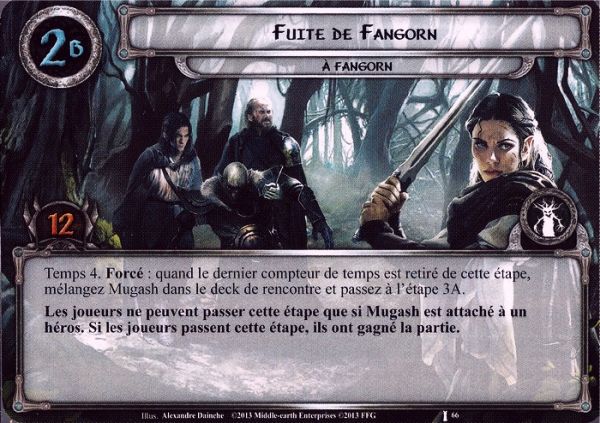 2B
FUITE DE FANGORN
À FANGORN
12
Temps 4. Forcé : quand le dernier compteur de temps est retiré de cette étape,
mélangez Mugash dans le deck de rencontre et passez à l'étape 3A.
Les joueurs ne peuvent passer cette étape que si Mugash est attaché à un
héros. Si les joueurs passent cette étape, ils ont gagné la partie.
Illus. Alexandre Dainche ©2013 Middle-earth Enterprises ©2013 FFG
66